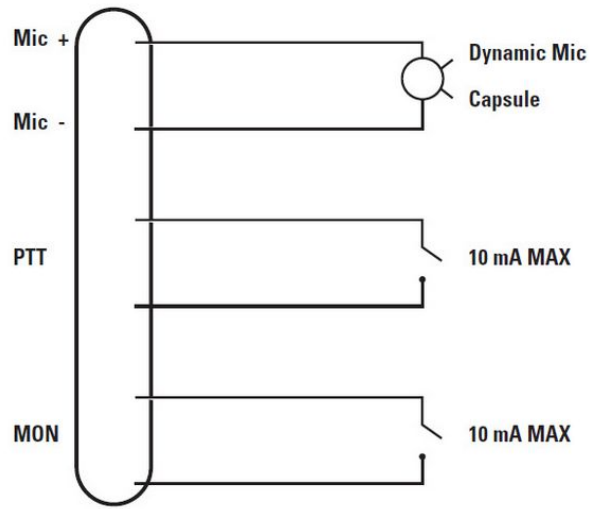 Mic +
Dynamic Mic
Capsule
Mic -
PTT
10 mA MAX
MON
10 mA MAX